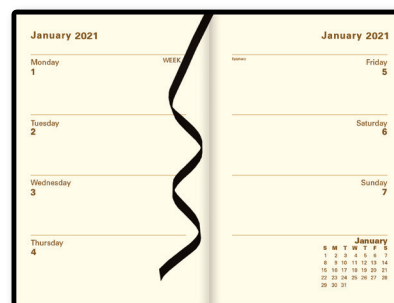 January 2021
Monday
1
WEEK
Tuesday
2
Wednesday
3
Thursday
4
January 2021
Epiphany
Friday
5
Saturday
6
Sunday
7
January
S M T W T F S
1 2 3 4 5 6 7
8 9 10 11 12 13 14
15 16 17 18 19 20 21
22 23 24 25 26 27 28
29 30 31